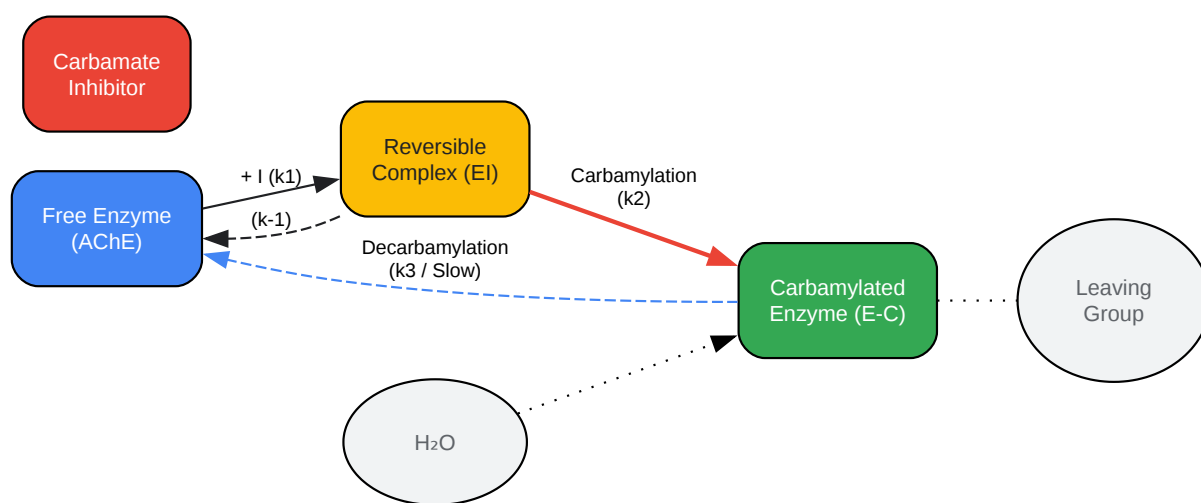 Carbamate
Inhibitor
Free Enzyme
(AChE)
+ I (k1)
(k-1)
Reversible
Complex (EI)
Carbamylation
(k2)
Decarbamylation
(k3 / Slow)
Carbamylated
Enzyme (E-C)
Leaving
Group
H₂O